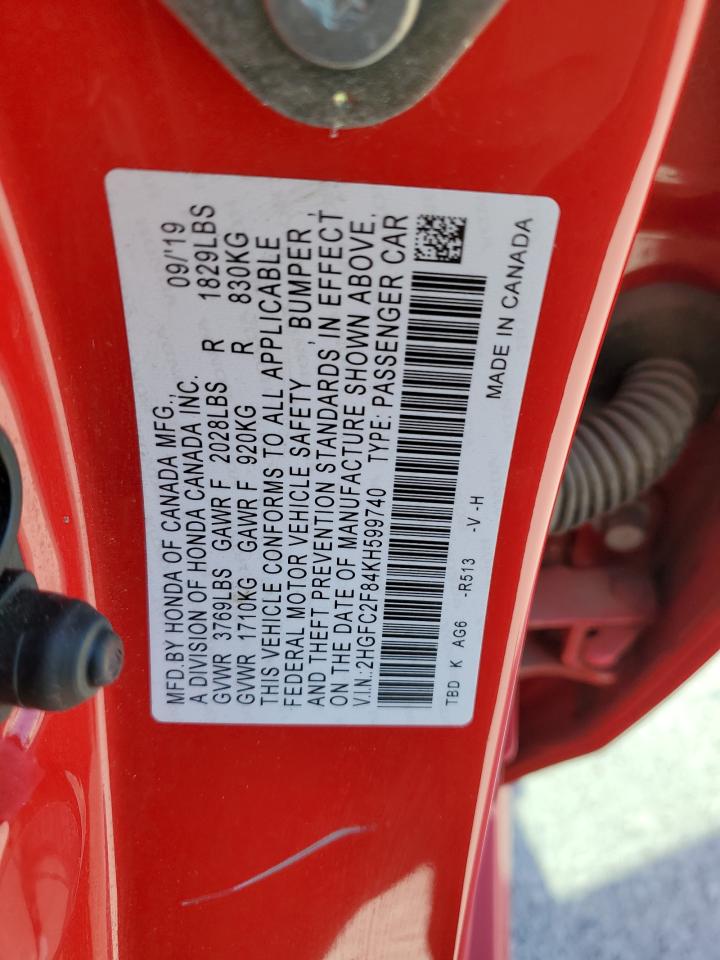 MFD.BY HONDA OF CANADA MFG., 09/'19
A DIVISION OF HONDA CANADA INC.
GVWR 3769LBS GAWR F 2028LBS R 1829LBS
GVWR 1710KG GAWR F 920KG R 830KG
THIS VEHICLE CONFORMS TO ALL APPLICABLE
FEDERAL MOTOR VEHICLE SAFETY , BUMPER ,
AND THEFT PREVENTION STANDARDS IN EFFECT
ON THE DATE OF MANUFACTURE SHOWN ABOVE.
V.I.N.:2HGFC2F84KH599740 TYPE: PASSENGER CAR
TBD K AG6 -R513 -V -H
MADE IN CANADA